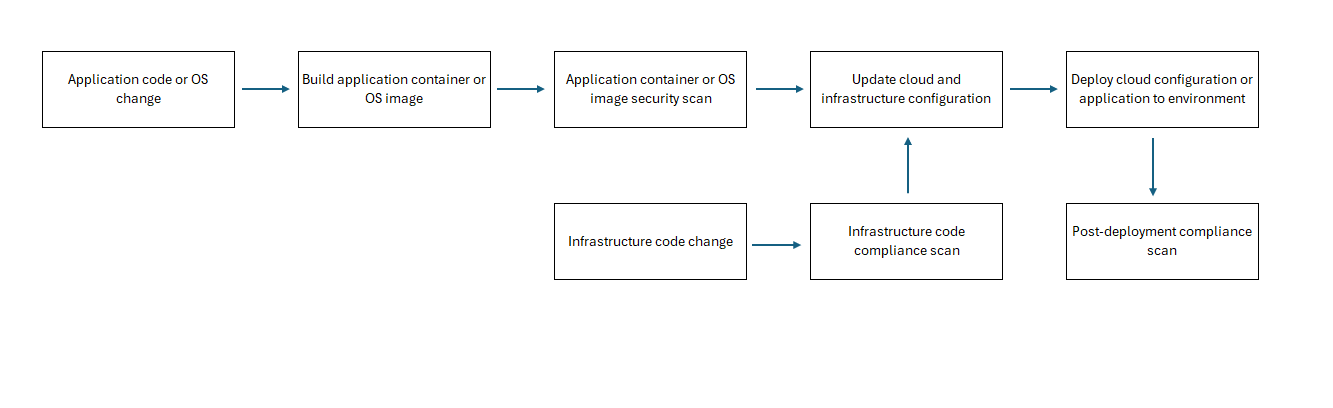 Application code or OS
change
Build application container or
OS image
Application container or OS
image security scan
Update cloud and
infrastructure configuration
Deploy cloud configuration or
application to environment
Infrastructure code change
Infrastructure code
compliance scan
Post-deployment compliance
scan